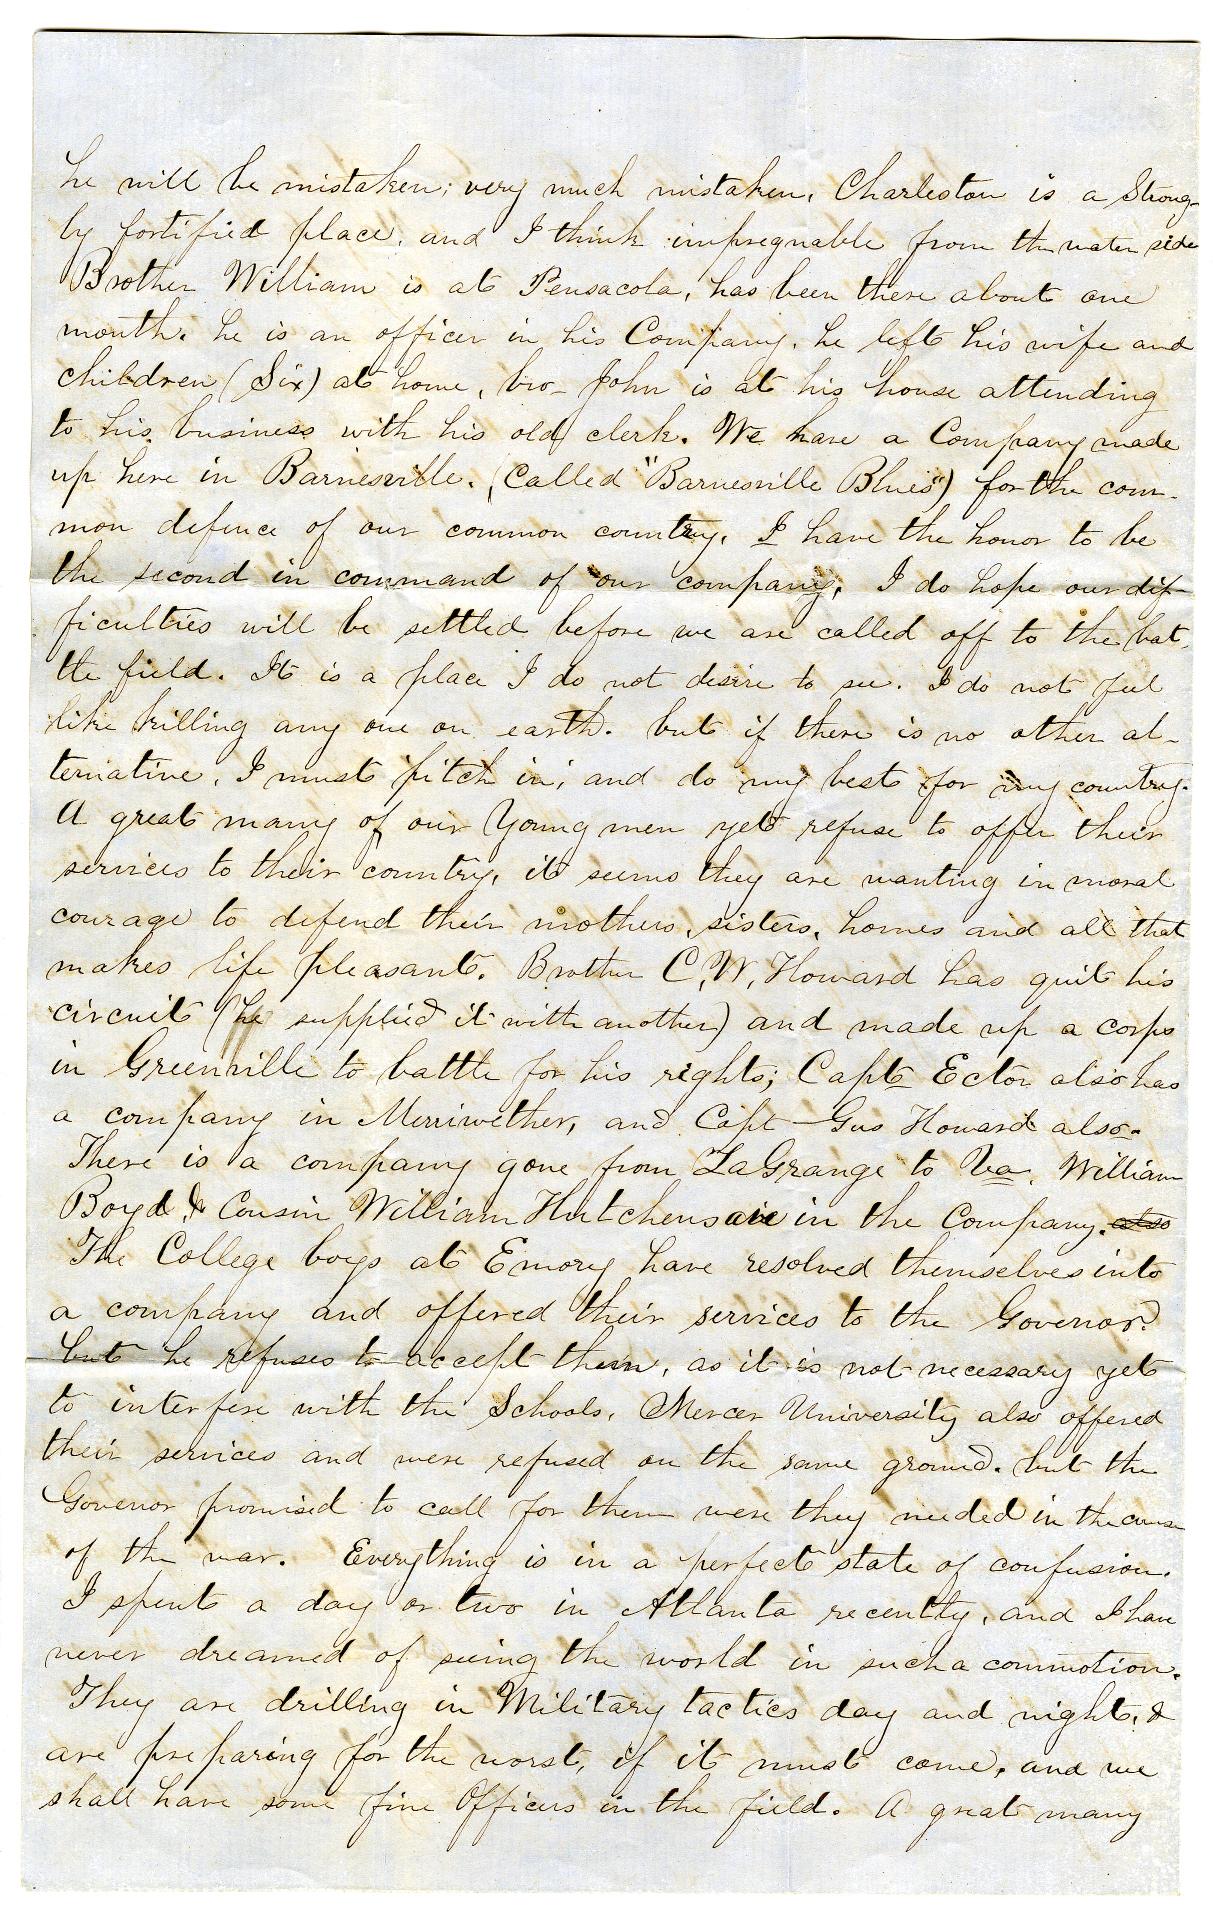 he will be mistaken; very much mistaken, Charleston is a Strong-
ly fortified place, and I think impregnable from the water side
Brother William is at Pensacola, has been there about one
month. he is an officer in his Company. he left his wife and
children (Six) at home, bro- John is at his house attending
to his business with his old clerk. We have a Company made
up here in Barnesville. (Called "Barnesville Blues") for the com-
mon defence of our common country. I have the honor to be
the second in command of our company. I do hope our dif-
ficulties will be settled before we are called off to the bat-
tle field. It is a place I do not desire to see. I do not feel
like killing any one on earth. but if there is no other al-
ternative, I must pitch in; and do my best for my country.
A great many of our Young men yet refuse to offer their
services to their country, it seems they are wanting in moral
courage to defend their mothers, sisters, homes and all that
makes life pleasant. Brother C. W. Howard has quit his
circuit (he supplied it with another) and made up a corps
in Greenville to battle for his rights; Capt Ector also has
a company in Merriwether, and Capt Gus Howard also.
There is a company gone from LaGrange to Va. William
Boyd & Cousin William Hutchens are in the Company. also
The College boys at Emory have resolved themselves into
a company and offered their services to the Govenor.
but he refuses to accept them, as it is not necessary yet
to interfere with the Schools, Mercer University also offered
their services and were refused on the same ground. but the
Govenor promised to call for them were they needed in the course
of the war. Everything is in a perfect state of confusion.
I spent a day or two in Atlanta recently, and I have
never dreamed of seeing the world in such a commotion.
They are drilling in Military tactics day and night, &
are preparing for the worst, if it must come, and we
shall have some fine Officers in the field. A great many